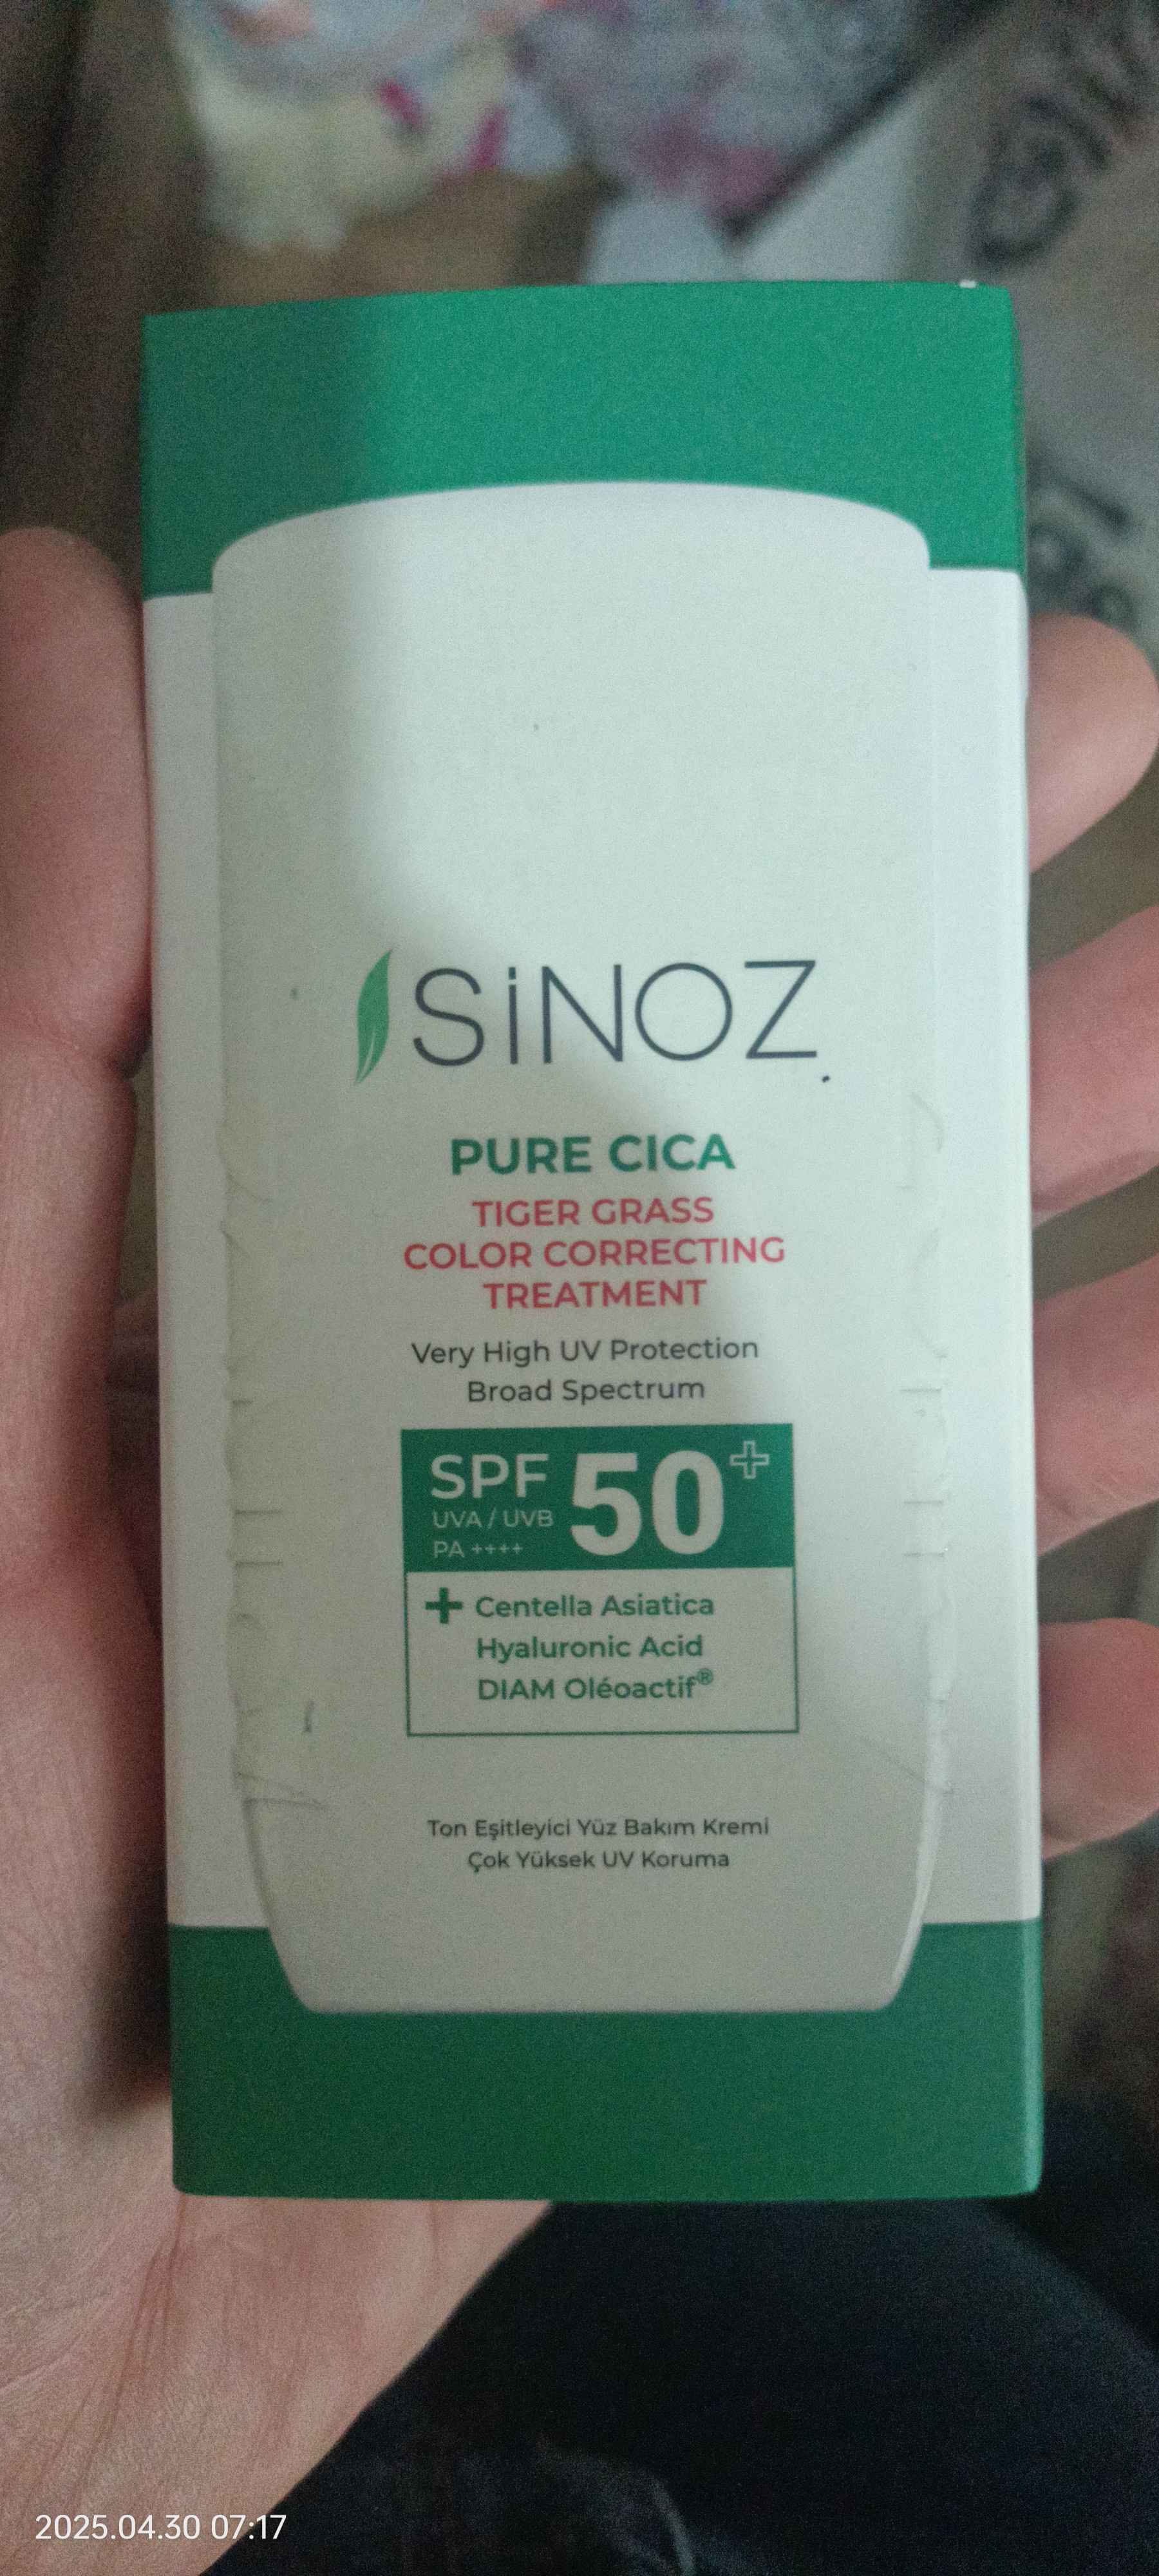 SiNOZ
PURE CICA
TIGER GRASS
COLOR CORRECTING
TREATMENT
Very High UV Protection
Broad Spectrum
SPF 50+
UVA / UVB
PA ++++
+ Centella Asiatica
Hyaluronic Acid
DIAM Oléoactif®
Ton Eşitleyici Yüz Bakım Kremi
Çok Yüksek UV Koruma
2025.04.30 07:17